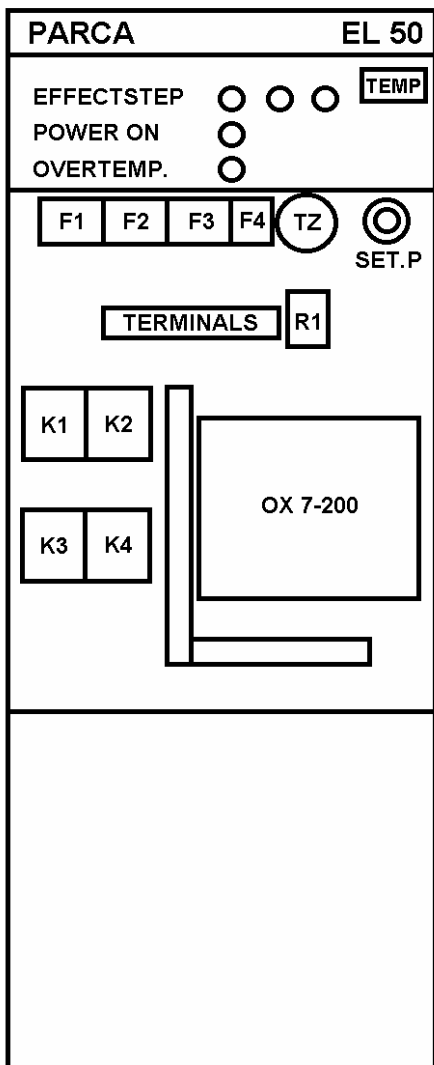 PARCA EL 50
TEMP
EFFECTSTEP
POWER ON
OVERTEMP.
F1 F2 F3 F4 TZ
SET.P
TERMINALS R1
K1 K2
OX 7-200
K3 K4